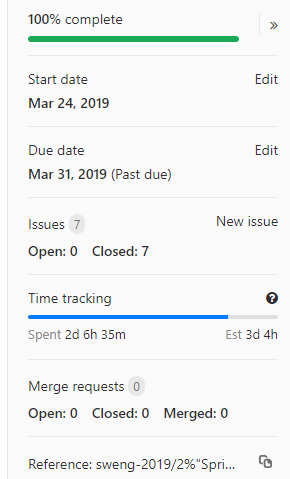 100% complete »
Start date Edit
Mar 24, 2019
Due date Edit
Mar 31, 2019 (Past due)
Issues 7 New issue
Open: 0 Closed: 7
Time tracking ?
Spent 2d 6h 35m Est 3d 4h
Merge requests 0
Open: 0 Closed: 0 Merged: 0
Reference: sweng-2019/2%"Spri...